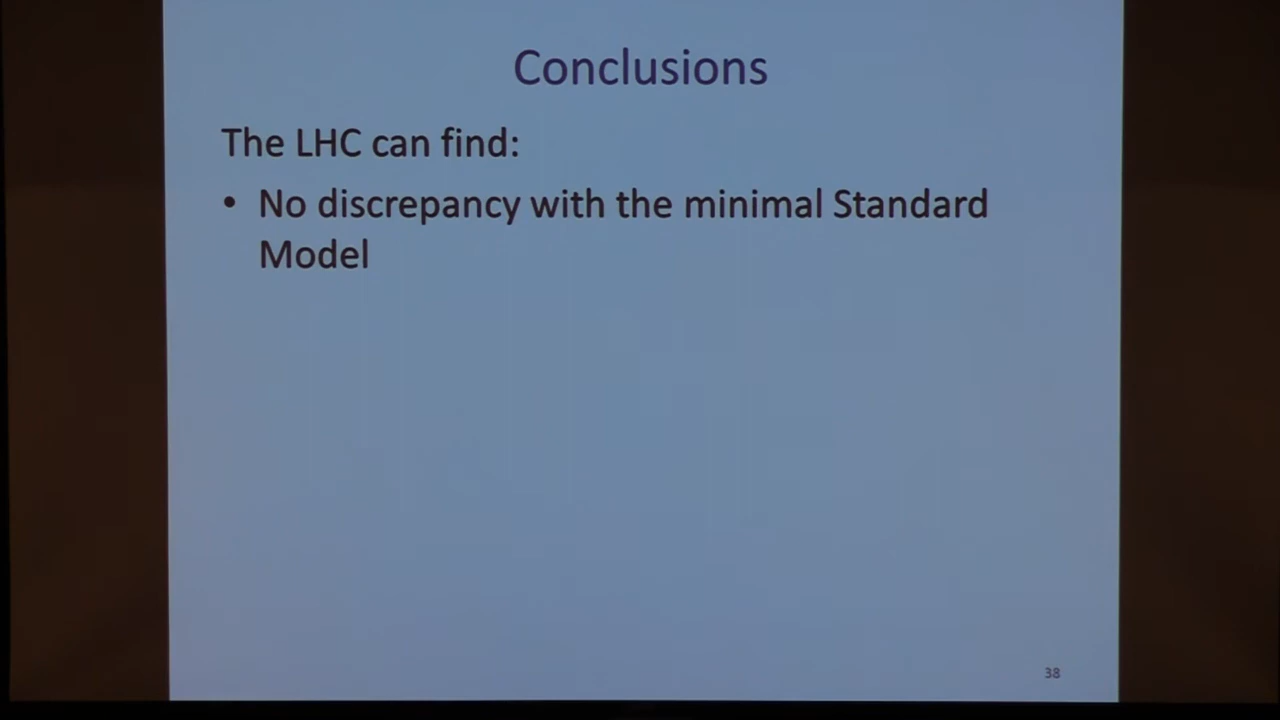 Conclusions
The LHC can find:
• No discrepancy with the minimal Standard
Model
38